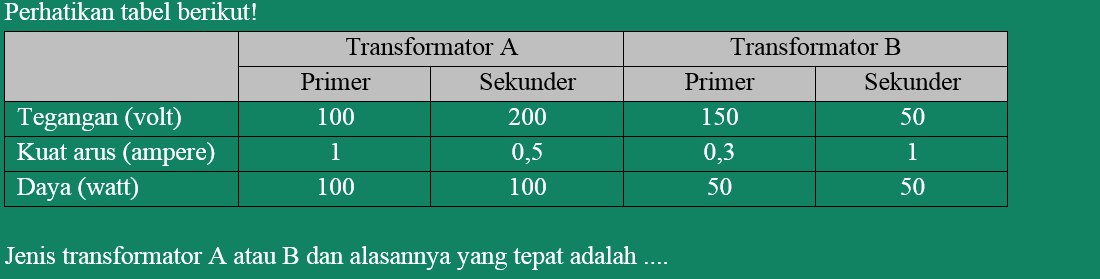 Perhatikan tabel berikut!
Transformator A Transformator B
Primer Sekunder Primer Sekunder
Tegangan (volt) 100 200 150 50
Kuat arus (ampere) 1 0,5 0,3 1
Daya (watt) 100 100 50 50
Jenis transformator A atau B dan alasannya yang tepat adalah ....